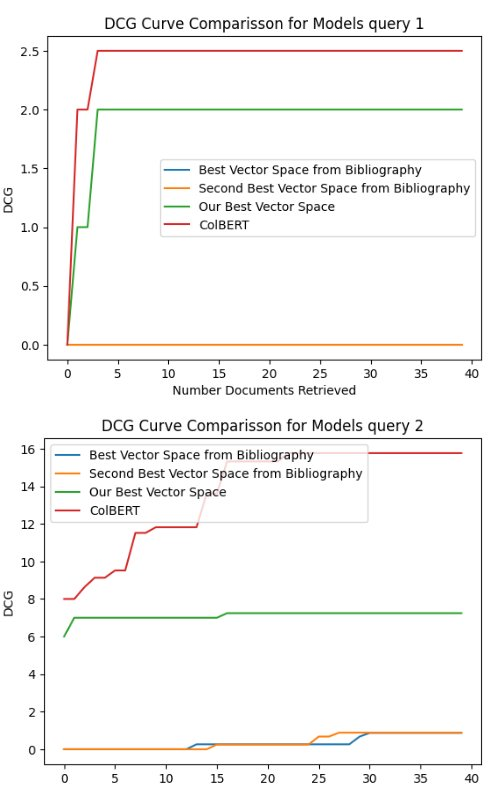 DCG Curve Comparisson for Models query 1
2.5
2.0
1.5
1.0
0.5
0.0
DCG
Best Vector Space from Bibliography
Second Best Vector Space from Bibliography
Our Best Vector Space
ColBERT
0 5 10 15 20 25 30 35 40
Number Documents Retrieved
DCG Curve Comparisson for Models query 2
16
14
12
10
8
6
4
2
0
DCG
Best Vector Space from Bibliography
Second Best Vector Space from Bibliography
Our Best Vector Space
ColBERT
0 5 10 15 20 25 30 35 40